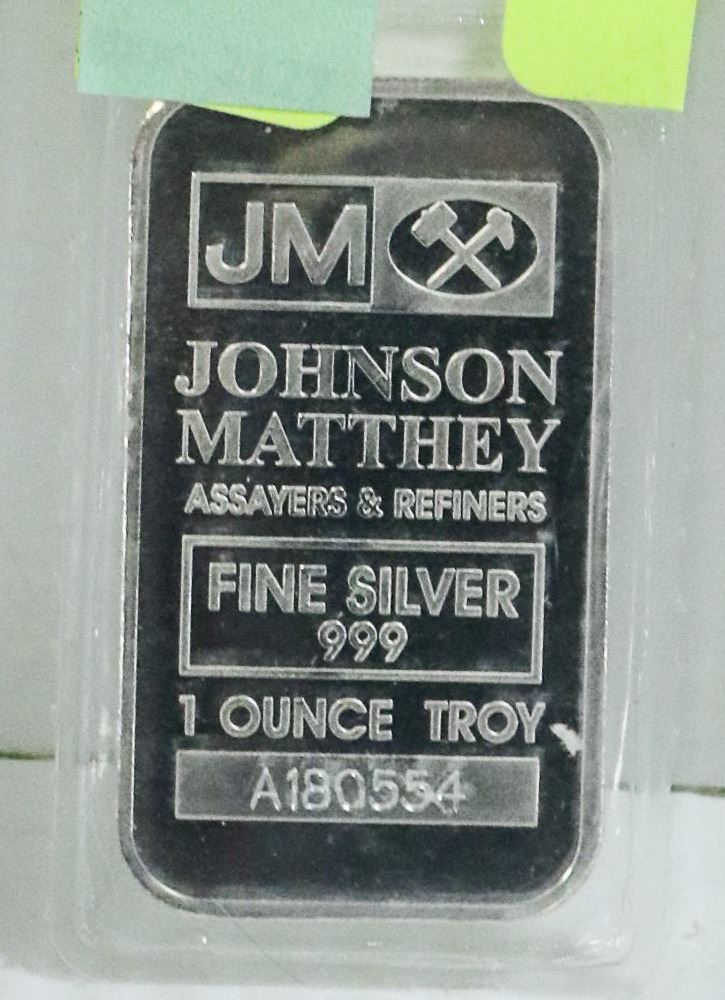 JM
JOHNSON
MATTHEY
ASSAYERS & REFINERS
FINE SILVER
999
1 OUNCE TROY
A180554